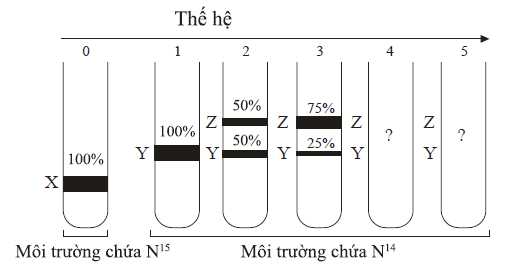 Thế hệ
0 1 2 3 4 5
50% 75%
100% Z Z Z ? Z ?
100% Y 50% Y 25% Y Y Y
X
Môi trường chứa N¹⁵ Môi trường chứa N¹⁴